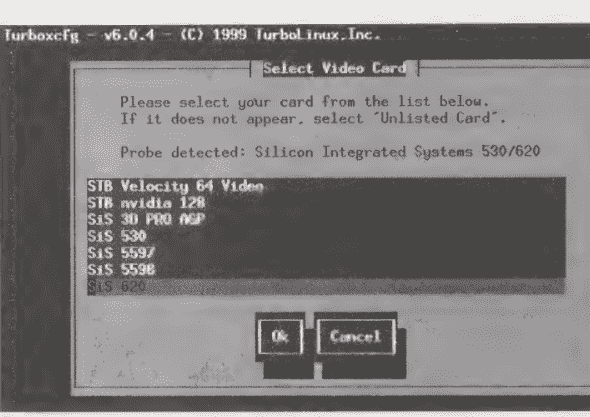 Turboxcfg - v6.0.4 - (C) 1999 TurboLinux, Inc.
Select Video Card
Please select your card from the list below.
If it does not appear, select "Unlisted Card".
Probe detected: Silicon Integrated Systems 530/620
STB Velocity 64 Video
STB nvidia 128
SiS 3D PRO AGP
SiS 530
SiS 5597
SiS 5598
SiS 620
Ok Cancel